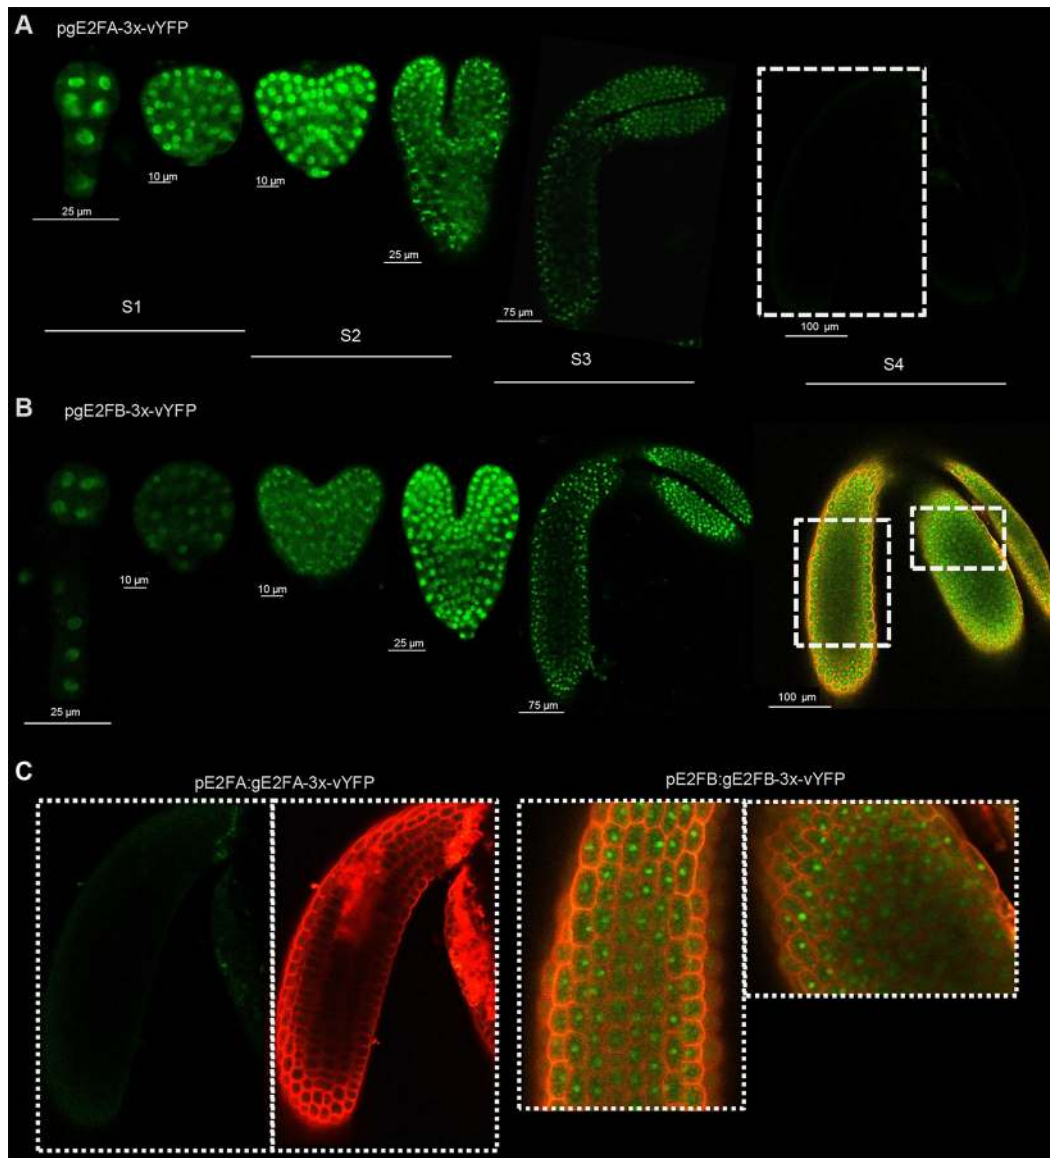 A
pgE2FA-3x-vYFP
25 µm
10 µm
10 µm
25 µm
75 µm
100 µm
S1
S2
S3
S4
B
pgE2FB-3x-vYFP
25 µm
10 µm
10 µm
25 µm
75 µm
100 µm
C
pE2FA:gE2FA-3x-vYFP
pE2FB:gE2FB-3x-vYFP